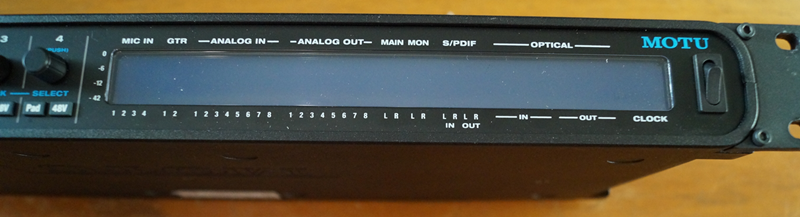 3 4 MIC IN GTR ANALOG IN ANALOG OUT MAIN MON S/PDIF OPTICAL MOTU
(PUSH)
0
-6
-12
-42
SELECT
Pad 48V
1 2 3 4 1 2 1 2 3 4 5 6 7 8 1 2 3 4 5 6 7 8 L R L R L R L R IN OUT CLOCK
IN OUT